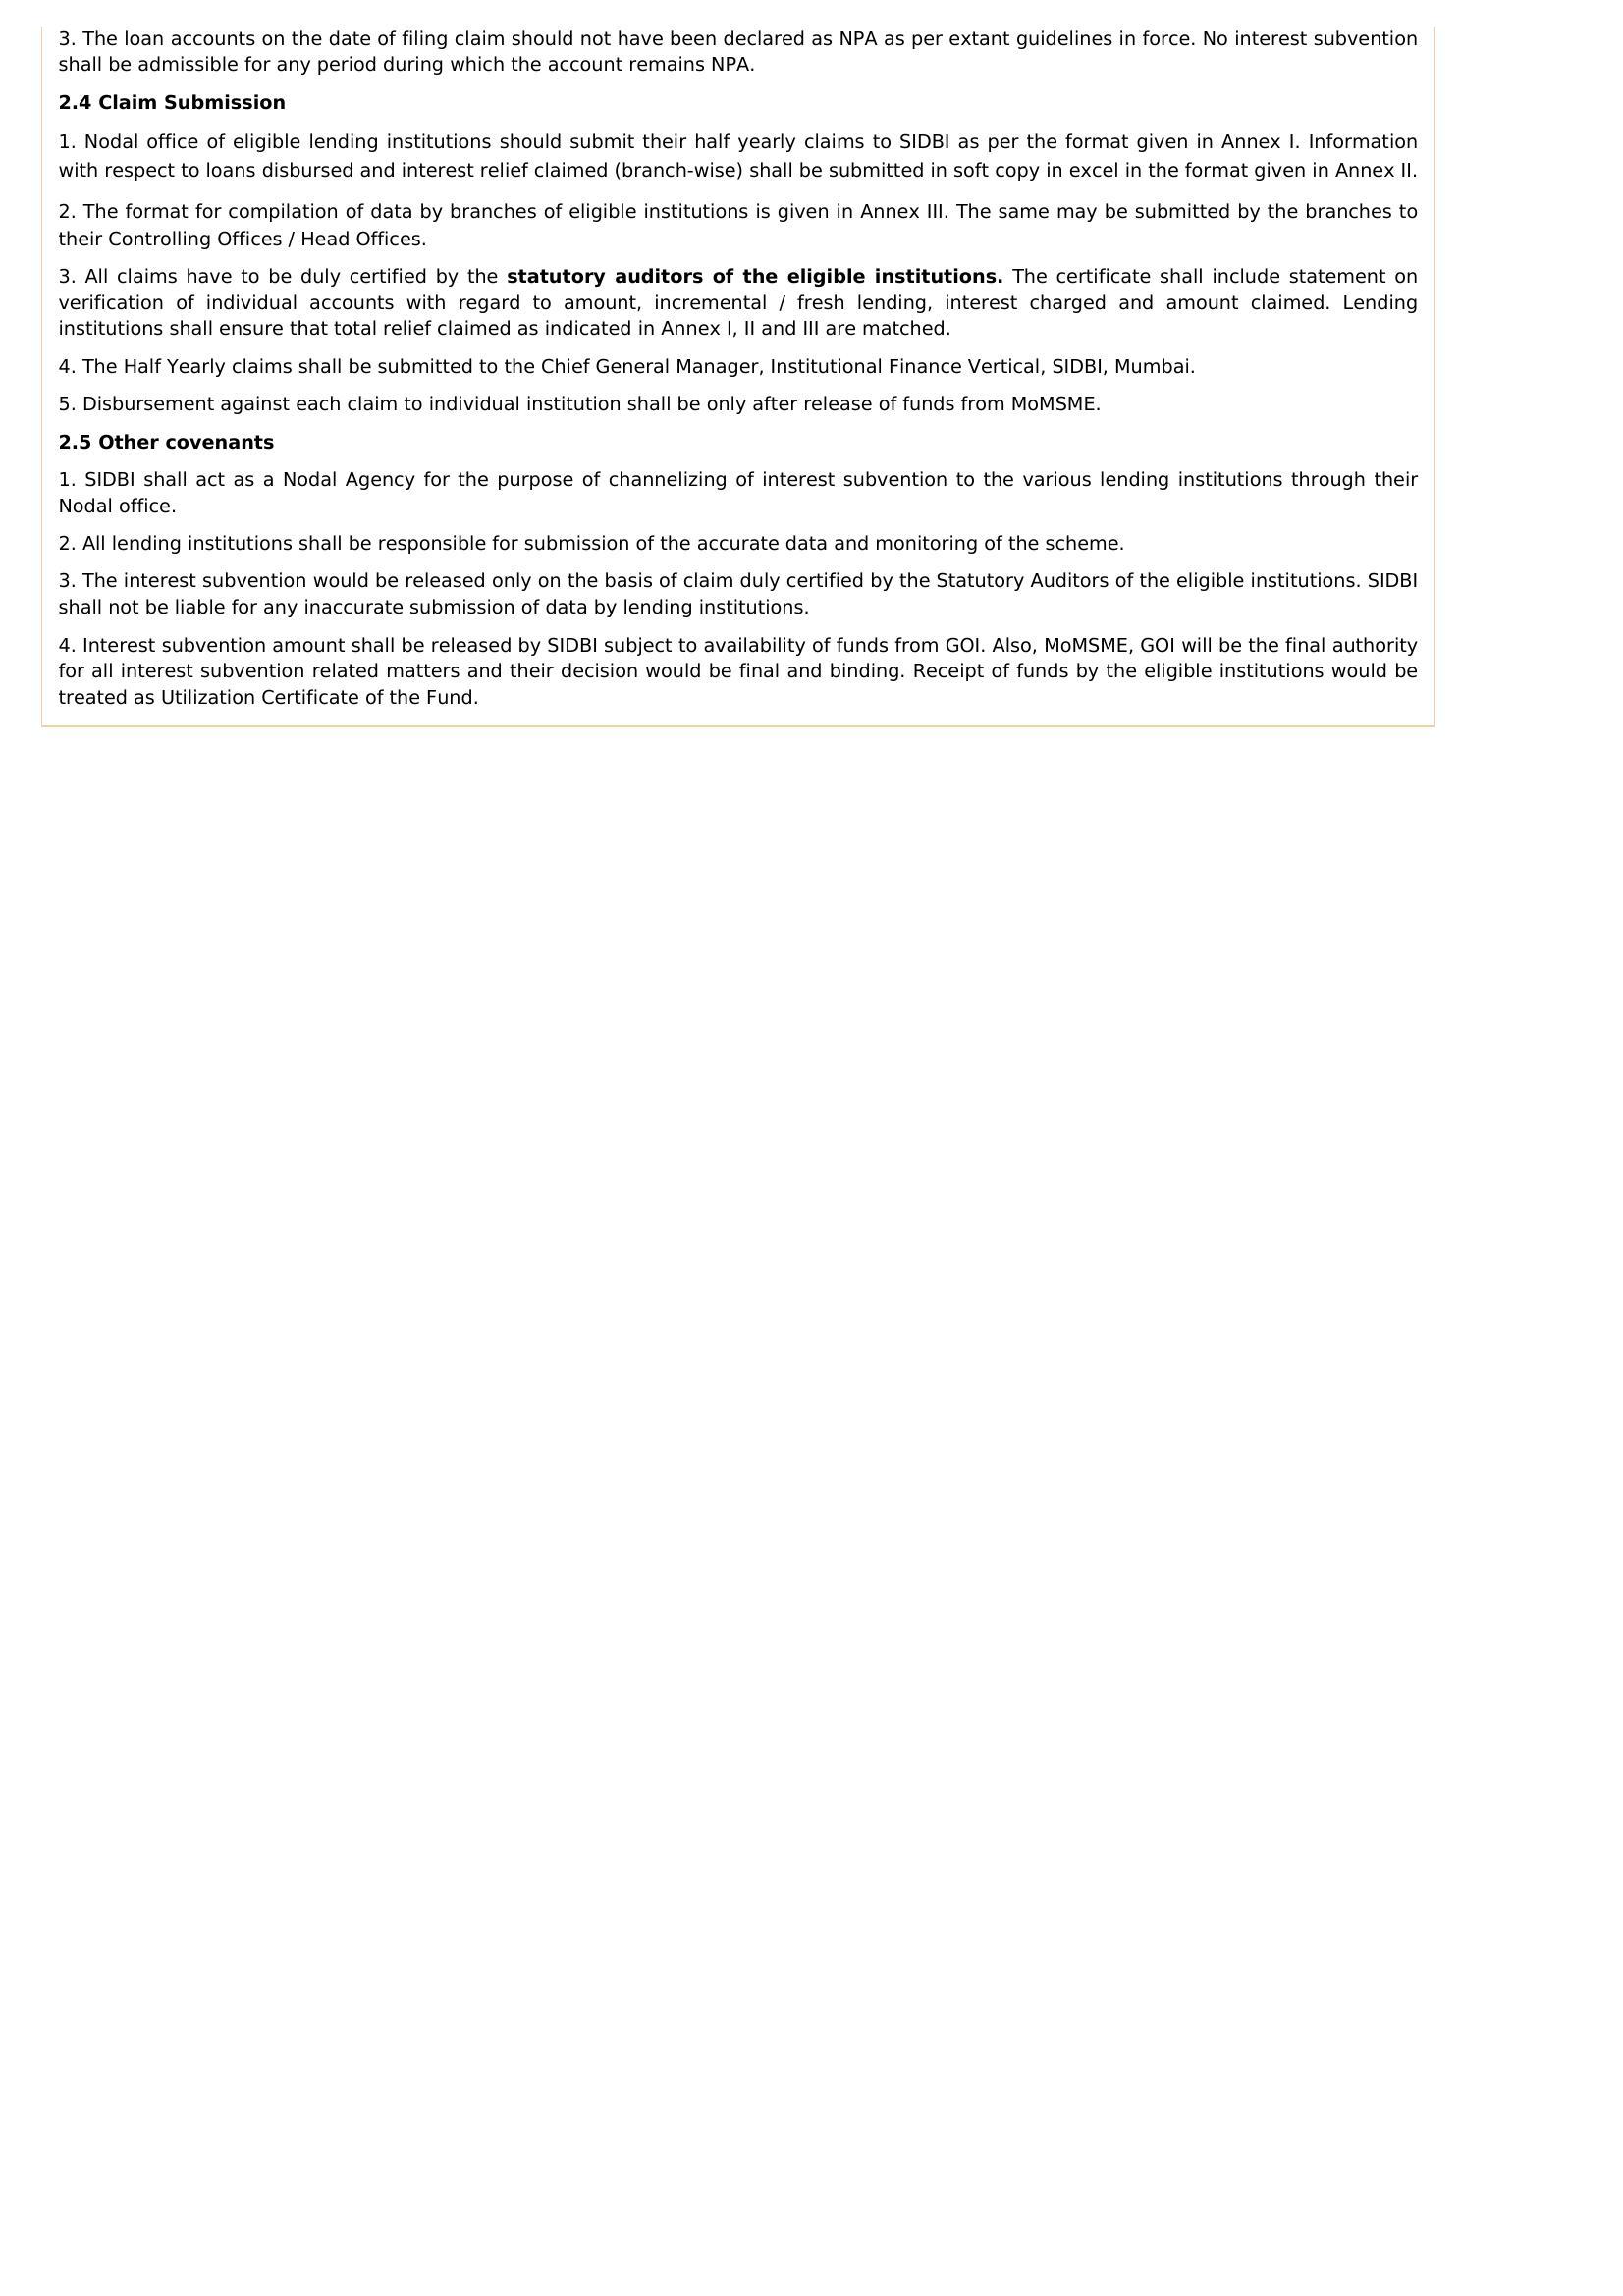 3. The loan accounts on the date of filing claim should not have been declared as NPA as per extant guidelines in force. No interest subvention
shall be admissible for any period during which the account remains NPA.
2.4 Claim Submission
1. Nodal office of eligible lending institutions should submit their half yearly claims to SIDBI as per the format given in Annex I. Information
with respect to loans disbursed and interest relief claimed (branch-wise) shall be submitted in soft copy in excel in the format given in Annex II.
2. The format for compilation of data by branches of eligible institutions is given in Annex III. The same may be submitted by the branches to
their Controlling Offices / Head Offices.
3. All claims have to be duly certified by the statutory auditors of the eligible institutions. The certificate shall include statement on
verification of individual accounts with regard to amount, incremental / fresh lending, interest charged and amount claimed. Lending
institutions shall ensure that total relief claimed as indicated in Annex I, II and III are matched.
4. The Half Yearly claims shall be submitted to the Chief General Manager, Institutional Finance Vertical, SIDBI, Mumbai.
5. Disbursement against each claim to individual institution shall be only after release of funds from MoMSME.
2.5 Other covenants
1. SIDBI shall act as a Nodal Agency for the purpose of channelizing of interest subvention to the various lending institutions through their
Nodal office.
2. All lending institutions shall be responsible for submission of the accurate data and monitoring of the scheme.
3. The interest subvention would be released only on the basis of claim duly certified by the Statutory Auditors of the eligible institutions. SIDBI
shall not be liable for any inaccurate submission of data by lending institutions.
4. Interest subvention amount shall be released by SIDBI subject to availability of funds from GOI. Also, MoMSME, GOI will be the final authority
for all interest subvention related matters and their decision would be final and binding. Receipt of funds by the eligible institutions would be
treated as Utilization Certificate of the Fund.